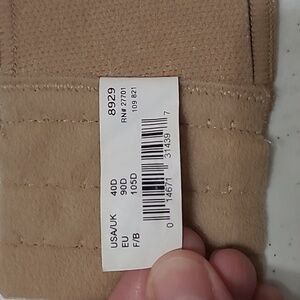 8929
RN# 27701
109 821
USA/UK 40D
EU 90D
F/B 105D
0 14671 31439 7